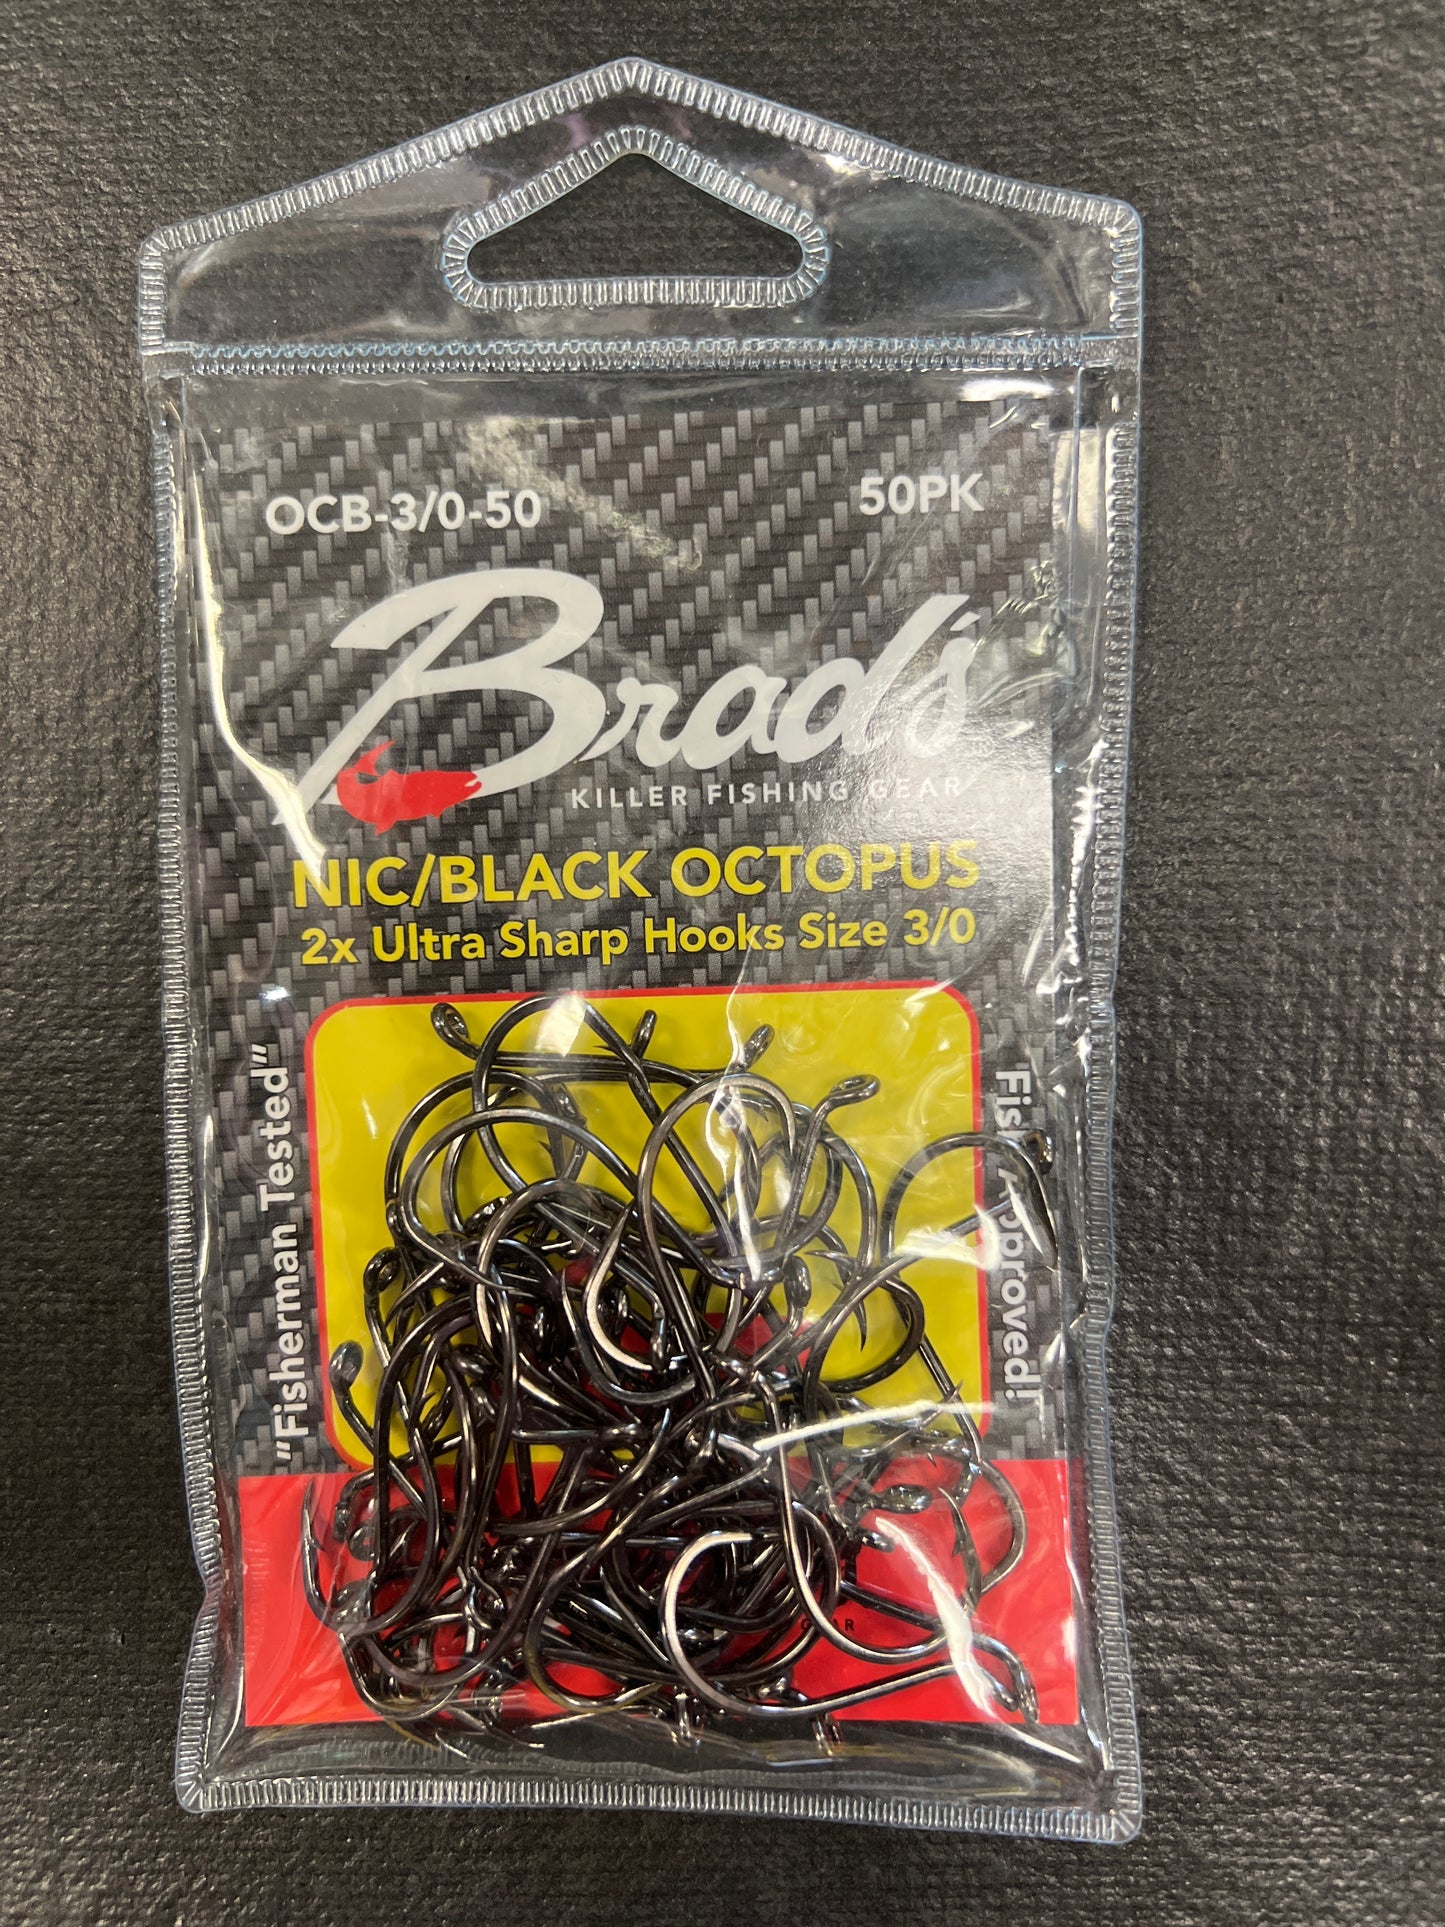 OCB-3/0-50
50PK
Brad's
KILLER FISHING GEAR
NIC/BLACK OCTOPUS
2x Ultra Sharp Hooks Size 3/0
"Fisherman Tested"
Fish Approved!